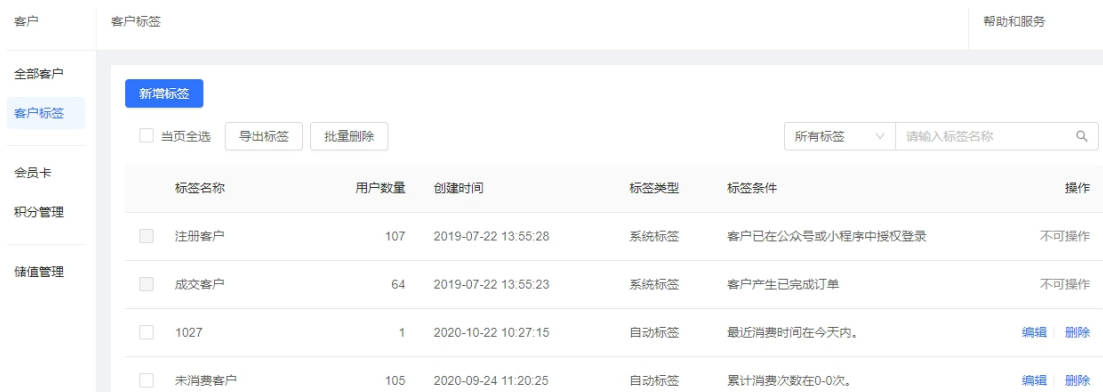 客户 客户标签 帮助和服务
全部客户
客户标签
会员卡
积分管理
储值管理
新增标签
当页全选 导出标签 批量删除 所有标签 请输入标签名称
标签名称 用户数量 创建时间 标签类型 标签条件 操作
注册客户 107 2019-07-22 13:55:28 系统标签 客户已在公众号或小程序中授权登录 不可操作
成交客户 64 2019-07-22 13:55:23 系统标签 客户产生已完成订单 不可操作
1027 1 2020-10-22 10:27:15 自动标签 最近消费时间在今天内。 编辑 删除
未消费客户 105 2020-09-24 11:20:25 自动标签 累计消费次数在0-0次。 编辑 删除